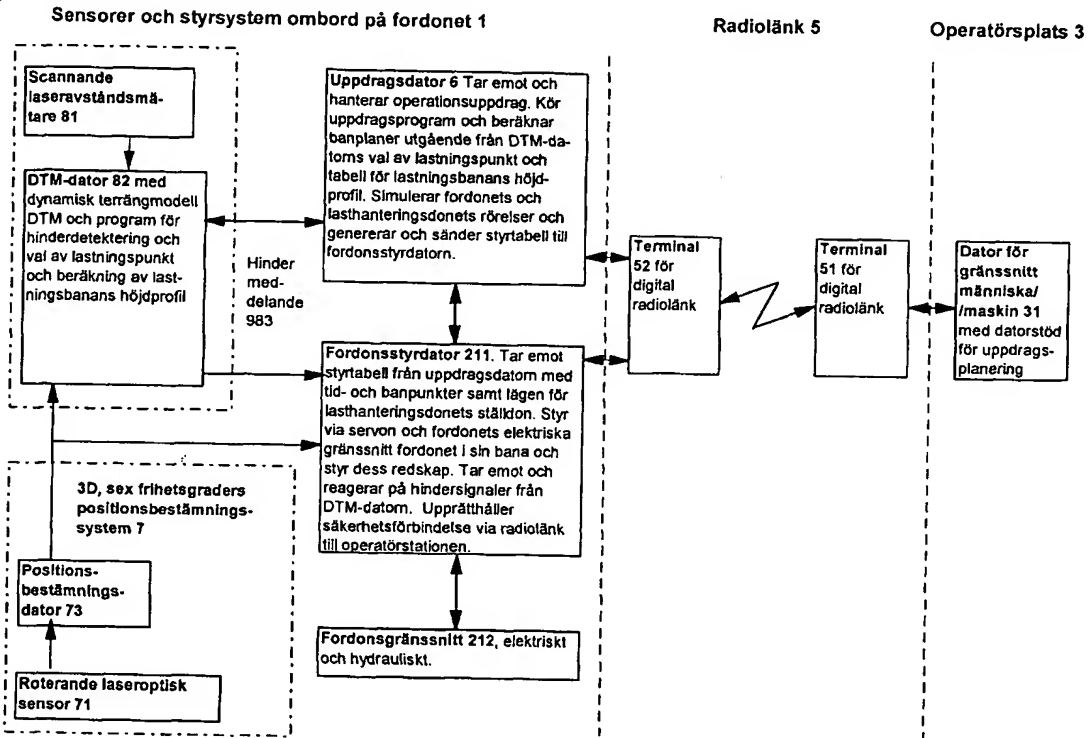 Sensorer och styrsystem ombord på fordonet 1
Radiolänk 5
Operatörsplats 3
Scannande
laseravståndsmä-
tare 81
DTM-dator 82 med
dynamisk terrängmodell
DTM och program för
hinderdetektering och
val av lastningspunkt
och beräkning av last-
ningsbanans höjdprofil
Hinder
med-
delande
983
Uppdragsdator 6 Tar emot och
hanterar operationsuppdrag. Kör
uppdragsprogram och beräknar
banplaner utgående från DTM-da-
torns val av lastningspunkt och
tabell för lastningsbanans höjd-
profil. Simulerar fordonets och
lasthanteringsdonets rörelser och
genererar och sänder styrtabell till
fordonsstyrdatorn.
Fordonsstyrdator 211. Tar emot
styrtabell från uppdragsdatorn med
tid- och banpunkter samt lägen för
lasthanteringsdonets ställdon. Styr
via servon och fordonets elektriska
gränssnitt fordonet i sin bana och
styr dess redskap. Tar emot och
reagerar på hindersignaler från
DTM-datorn. Upprätthåller
säkerhetsförbindelse via radiolänk
till operatörstationen.
Fordonsgränssnitt 212, elektriskt
och hydrauliskt.
3D, sex frihetsgraders
positionsbestämnings-
system 7
Positions-
bestämnings-
dator 73
Roterande laseroptisk
sensor 71
Terminal
52 för
digital
radiolänk
Terminal
51 för
digital
radiolänk
Dator för
gränssnitt
människa/
/maskin 31
med datorstöd
för uppdrags-
planering